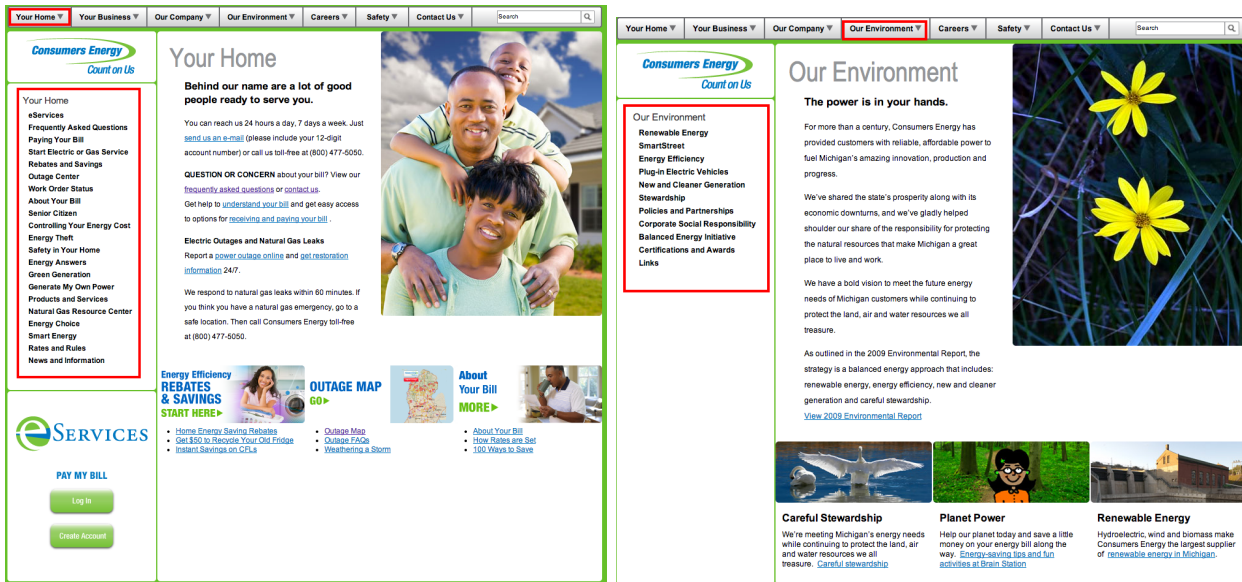 Your Home
Your Business
Our Company
Our Environment
Careers
Safety
Contact Us
Search
Consumers Energy
Count on Us
Your Home
eServices
Frequently Asked Questions
Paying Your Bill
Start Electric or Gas Service
Rebates and Savings
Outage Center
Work Order Status
About Your Bill
Senior Citizen
Controlling Your Energy Cost
Energy Theft
Safety in Your Home
Energy Answers
Green Generation
Generate My Own Power
Products and Services
Natural Gas Resource Center
Energy Choice
Smart Energy
Rates and Rules
News and Information
eServices
PAY MY BILL
Log In
Create Account
Your Home
Behind our name are a lot of good
people ready to serve you.
You can reach us 24 hours a day, 7 days a week. Just
send us an e-mail (please include your 12-digit
account number) or call us toll-free at (800) 477-5050.
QUESTION OR CONCERN about your bill? View our
frequently asked questions or contact us.
Get help to understand your bill and get easy access
to options for receiving and paying your bill .
Electric Outages and Natural Gas Leaks
Report a power outage online and get restoration
information 24/7.
We respond to natural gas leaks within 60 minutes. If
you think you have a natural gas emergency, go to a
safe location. Then call Consumers Energy toll-free
at (800) 477-5050.
Energy Efficiency
REBATES
& SAVINGS
START HERE
Home Energy Saving Rebates
Get $50 to Recycle Your Old Fridge
Instant Savings on CFLs
OUTAGE MAP
GO
Outage Map
Outage FAQs
Weathering a Storm
About
Your Bill
MORE
About Your Bill
How Rates are Set
100 Ways to Save
Your Home
Your Business
Our Company
Our Environment
Careers
Safety
Contact Us
Search
Consumers Energy
Count on Us
Our Environment
Renewable Energy
SmartStreet
Energy Efficiency
Plug-in Electric Vehicles
New and Cleaner Generation
Stewardship
Policies and Partnerships
Corporate Social Responsibility
Balanced Energy Initiative
Certifications and Awards
Links
Our Environment
The power is in your hands.
For more than a century, Consumers Energy has
provided customers with reliable, affordable power to
fuel Michigan's amazing innovation, production and
progress.
We've shared the state's prosperity along with its
economic downturns, and we've gladly helped
shoulder our share of the responsibility for protecting
the natural resources that make Michigan a great
place to live and work.
We have a bold vision to meet the future energy
needs of Michigan customers while continuing to
protect the land, air and water resources we all
treasure.
As outlined in the 2009 Environmental Report, the
strategy is a balanced energy approach that includes:
renewable energy, energy efficiency, new and cleaner
generation and careful stewardship.
View 2009 Environmental Report
Careful Stewardship
We're meeting Michigan's energy needs
while continuing to protect the land, air
and water resources we all
treasure. Careful stewardship
Planet Power
Help our planet today and save a little
money on your energy bill along the
way. Energy-saving tips and fun
activities at Brain Station
Renewable Energy
Hydroelectric, wind and biomass make
Consumers Energy the largest supplier
of renewable energy in Michigan.